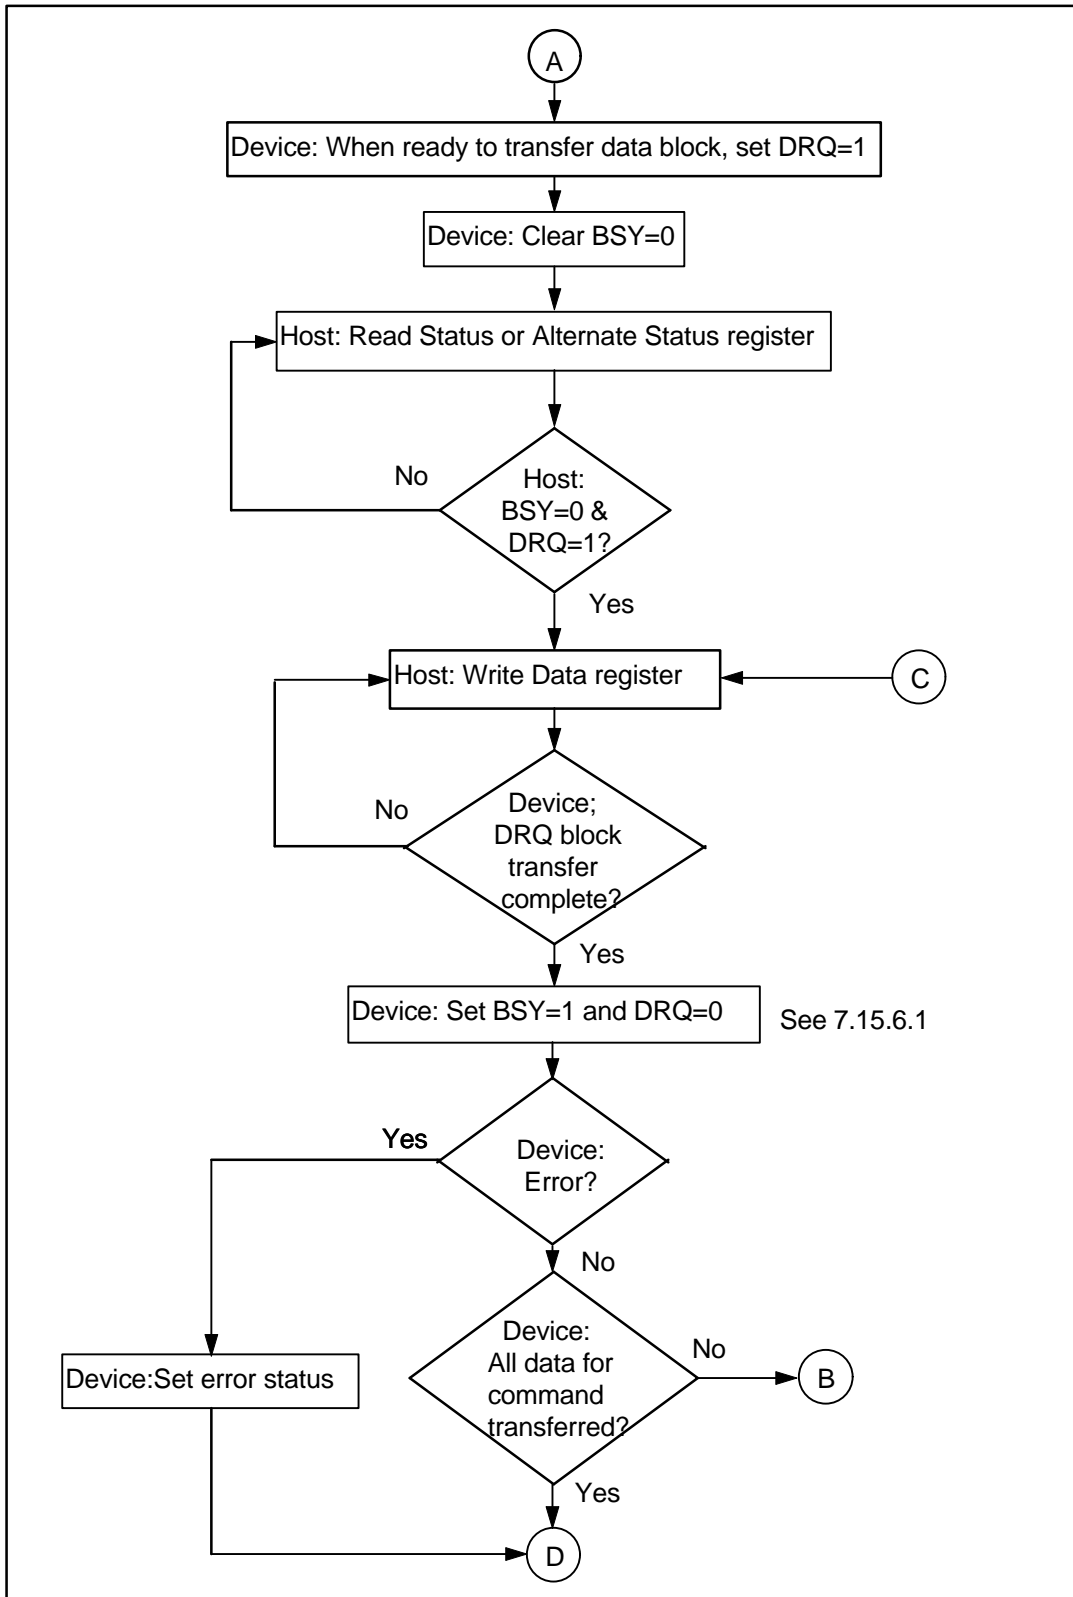 A
Device: When ready to transfer data block, set DRQ=1
Device: Clear BSY=0
Host: Read Status or Alternate Status register
No
Host:
BSY=0 &
DRQ=1?
Yes
Host: Write Data register
C
No
Device;
DRQ block
transfer
complete?
Yes
Device: Set BSY=1 and DRQ=0
See 7.15.6.1
Yes
Device:
Error?
No
Device:
All data for
command
transferred?
No
B
Device:Set error status
Yes
D